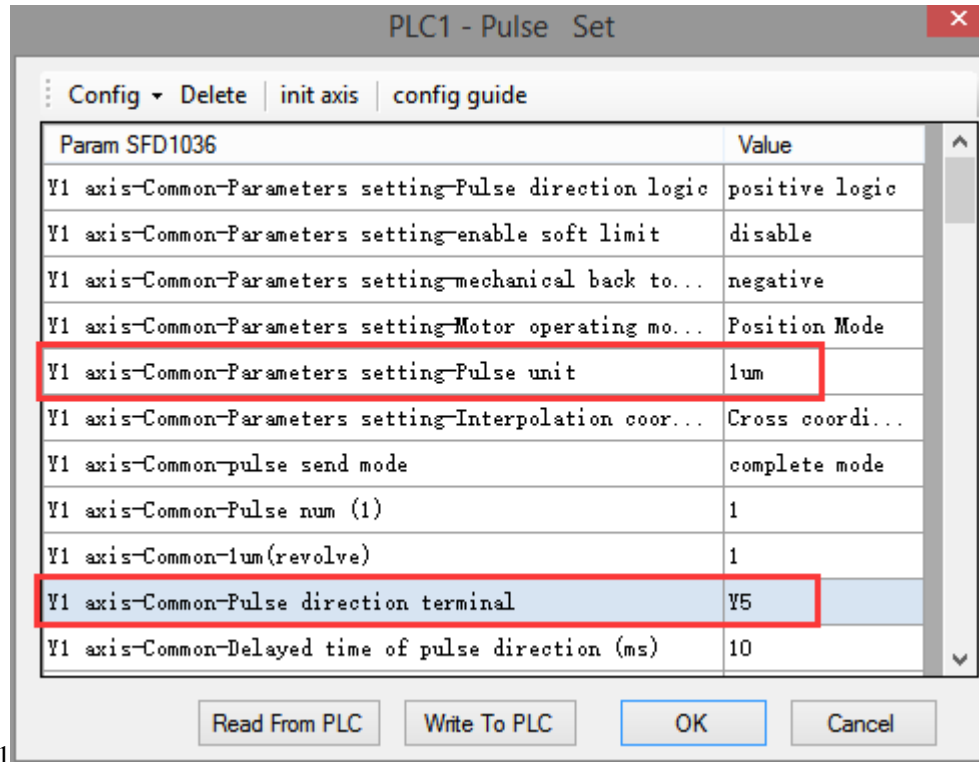 PLC1 - Pulse Set
Config Delete init axis config guide
Param SFD1036 Value
Y1 axis-Common-Parameters setting-Pulse direction logic positive logic
Y1 axis-Common-Parameters setting-enable soft limit disable
Y1 axis-Common-Parameters setting-mechanical back to... negative
Y1 axis-Common-Parameters setting-Motor operating mo... Position Mode
Y1 axis-Common-Parameters setting-Pulse unit 1um
Y1 axis-Common-Parameters setting-Interpolation coor... Cross coordi...
Y1 axis-Common-pulse send mode complete mode
Y1 axis-Common-Pulse num (1) 1
Y1 axis-Common-1um(revolve) 1
Y1 axis-Common-Pulse direction terminal Y5
Y1 axis-Common-Delayed time of pulse direction (ms) 10
Read From PLC Write To PLC OK Cancel
1